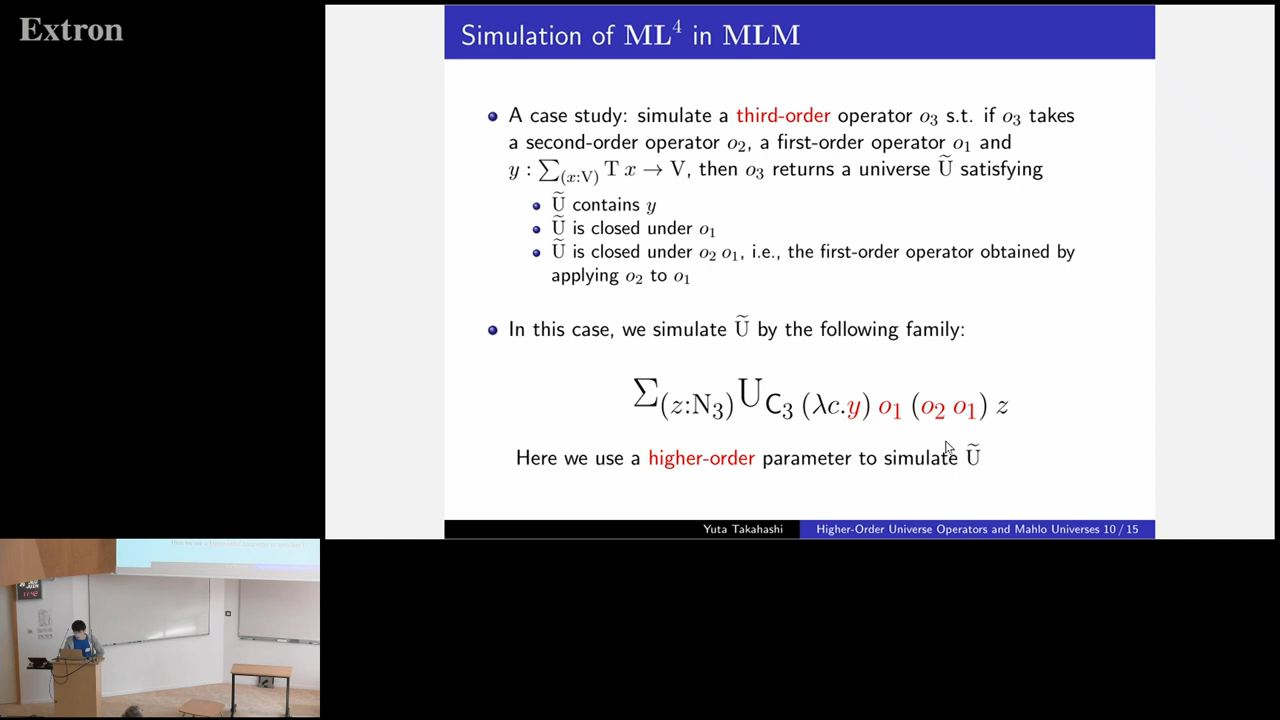 Extron
Simulation of ML⁴ in MLM
A case study: simulate a third-order operator o₃ s.t. if o₃ takes
a second-order operator o₂, a first-order operator o₁ and
y : ∑₍ₓ:V₎ T x → V, then o₃ returns a universe Ũ satisfying
Ũ contains y
Ũ is closed under o₁
Ũ is closed under o₂ o₁, i.e., the first-order operator obtained by
applying o₂ to o₁
In this case, we simulate Ũ by the following family:
Σ_(z:N₃) U_C₃ (λc.y) o₁ (o₂ o₁) z
Here we use a higher-order parameter to simulate Ũ
Yuta Takahashi Higher-Order Universe Operators and Mahlo Universes 10 / 15